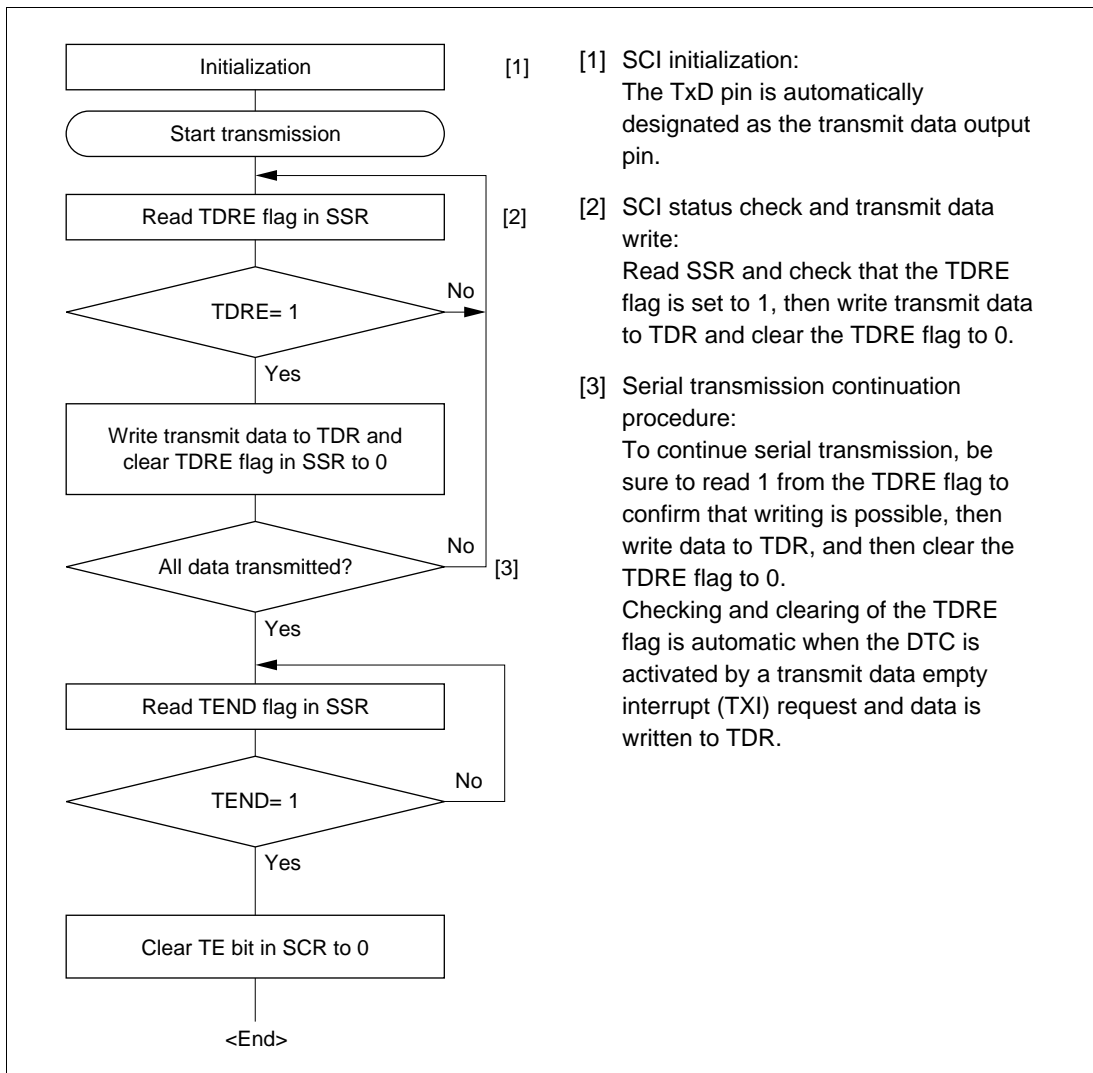 Initialization
[1]
Start transmission
Read TDRE flag in SSR
[2]
TDRE= 1
No
Yes
Write transmit data to TDR and
clear TDRE flag in SSR to 0
All data transmitted?
No
[3]
Yes
Read TEND flag in SSR
TEND= 1
No
Yes
Clear TE bit in SCR to 0
<End>
[1] SCI initialization:
The TxD pin is automatically
designated as the transmit data output
pin.
[2] SCI status check and transmit data
write:
Read SSR and check that the TDRE
flag is set to 1, then write transmit data
to TDR and clear the TDRE flag to 0.
[3] Serial transmission continuation
procedure:
To continue serial transmission, be
sure to read 1 from the TDRE flag to
confirm that writing is possible, then
write data to TDR, and then clear the
TDRE flag to 0.
Checking and clearing of the TDRE
flag is automatic when the DTC is
activated by a transmit data empty
interrupt (TXI) request and data is
written to TDR.